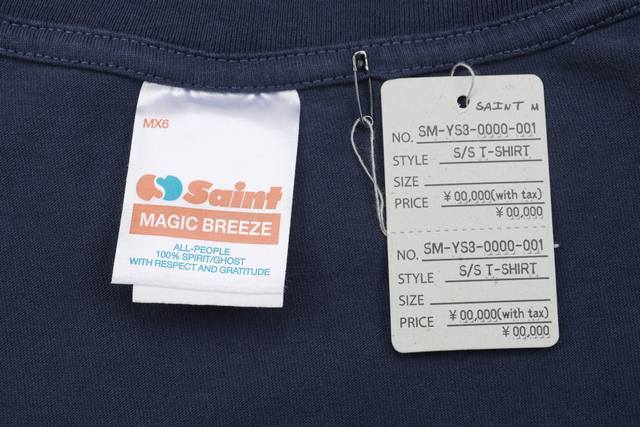 MX6
Saint
MAGIC BREEZE
ALL-PEOPLE
100% SPIRIT/GHOST
WITH RESPECT AND GRATITUDE
SAINT M
NO. SM-YS3-0000-001
STYLE S/S T-SHIRT
SIZE
PRICE ¥00,000(with tax)
¥00,000
NO. SM-YS3-0000-001
STYLE S/S T-SHIRT
SIZE
PRICE ¥00,000(with tax)
¥00,000